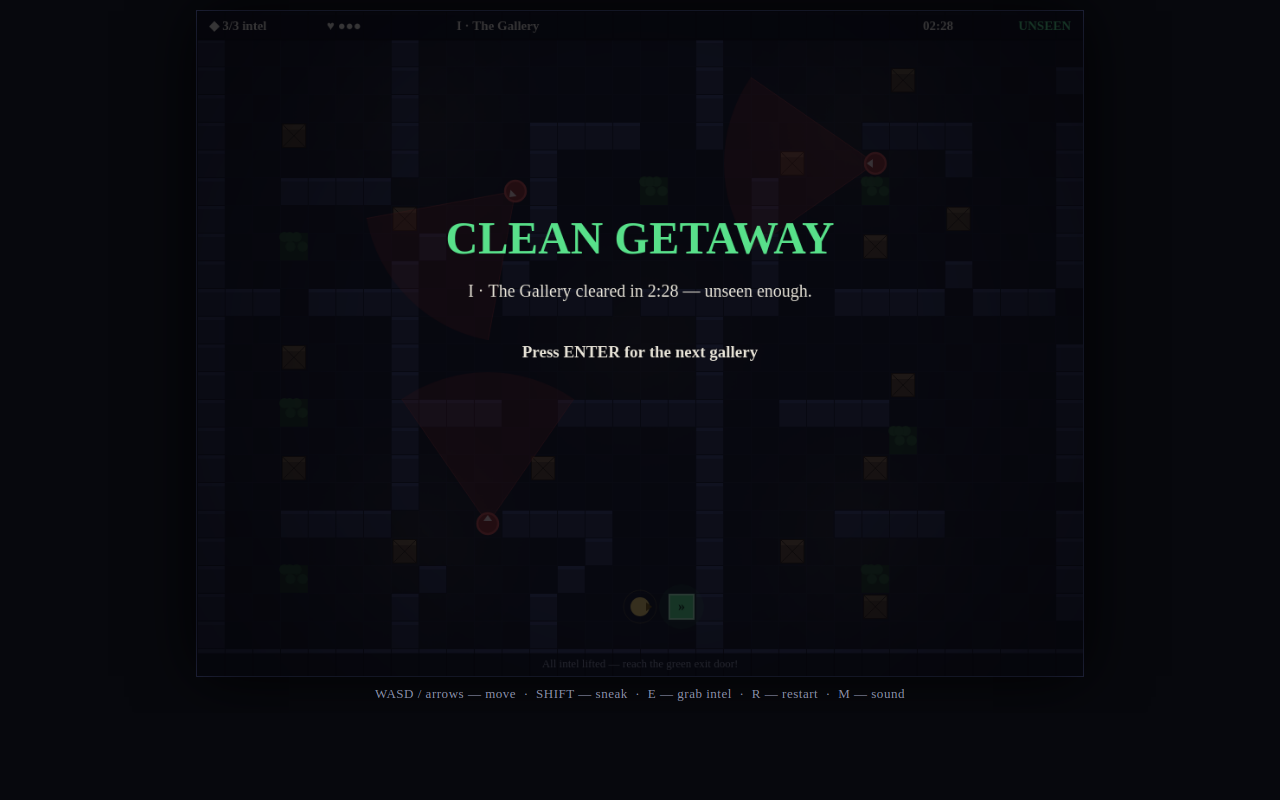 ◆ 3/3 intel ♥ ●●● I · The Gallery 02:28 UNSEEN
CLEAN GETAWAY
I · The Gallery cleared in 2:28 — unseen enough.
Press ENTER for the next gallery
»
All intel lifted — reach the green exit door!
WASD / arrows — move · SHIFT — sneak · E — grab intel · R — restart · M — sound